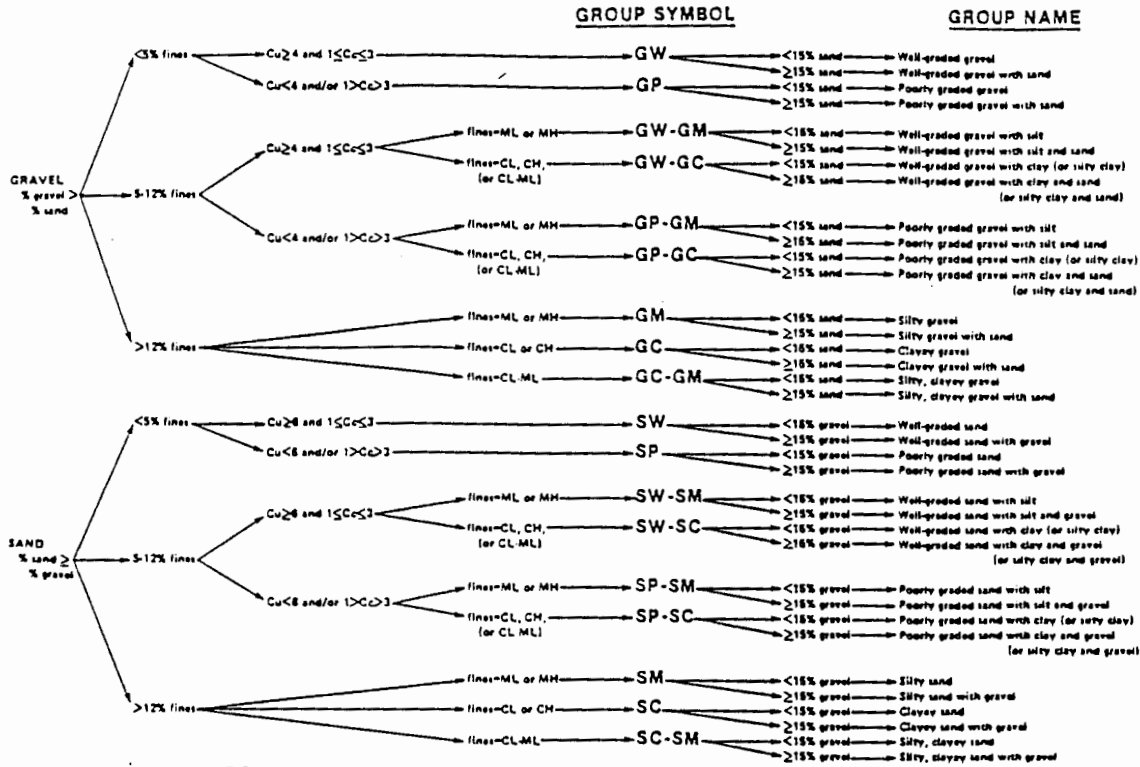 GROUP SYMBOL GROUP NAME
<5% fines Cu≥4 and 1≤Cc≤3 GW <15% sand Well-graded gravel
≥15% sand Well-graded gravel with sand
Cu<4 and/or 1>Cc>3 GP <15% sand Poorly graded gravel
≥15% sand Poorly graded gravel with sand
fines=ML or MH GW-GM <15% sand Well-graded gravel with silt
Cu≥4 and 1≤Cc≤3 ≥15% sand Well-graded gravel with silt and sand
fines=CL, CH, GW-GC <15% sand Well-graded gravel with clay (or silty clay)
(or CL-ML) ≥15% sand Well-graded gravel with clay and sand
GRAVEL
% gravel > 5-12% fines (or silty clay and sand)
% sand
fines=ML or MH GP-GM <15% sand Poorly graded gravel with silt
Cu<4 and/or 1>Cc>3 ≥15% sand Poorly graded gravel with silt and sand
fines=CL, CH, GP-GC <15% sand Poorly graded gravel with clay (or silty clay)
(or CL-ML) ≥15% sand Poorly graded gravel with clay and sand
(or silty clay and sand)
fines=ML or MH GM <15% sand Silty gravel
≥15% sand Silty gravel with sand
>12% fines fines=CL or CH GC <15% sand Clayey gravel
≥15% sand Clayey gravel with sand
fines=CL-ML GC-GM <15% sand Silty, clayey gravel
≥15% sand Silty, clayey gravel with sand
<5% fines Cu≥6 and 1≤Cc≤3 SW <15% gravel Well-graded sand
≥15% gravel Well-graded sand with gravel
Cu<6 and/or 1>Cc>3 SP <15% gravel Poorly graded sand
≥15% gravel Poorly graded sand with gravel
fines=ML or MH SW-SM <15% gravel Well-graded sand with silt
Cu≥6 and 1≤Cc≤3 ≥15% gravel Well-graded sand with silt and gravel
fines=CL, CH, SW-SC <15% gravel Well-graded sand with clay (or silty clay)
(or CL-ML) ≥15% gravel Well-graded sand with clay and gravel
SAND
% sand ≥ 5-12% fines (or silty clay and gravel)
% gravel
fines=ML or MH SP-SM <15% gravel Poorly graded sand with silt
Cu<6 and/or 1>Cc>3 ≥15% gravel Poorly graded sand with silt and gravel
fines=CL, CH, SP-SC <15% gravel Poorly graded sand with clay (or silty clay)
(or CL-ML) ≥15% gravel Poorly graded sand with clay and gravel
(or silty clay and gravel)
fines=ML or MH SM <15% gravel Silty sand
≥15% gravel Silty sand with gravel
>12% fines fines=CL or CH SC <15% gravel Clayey sand
≥15% gravel Clayey sand with gravel
fines=CL-ML SC-SM <15% gravel Silty, clayey sand
≥15% gravel Silty, clayey sand with gravel